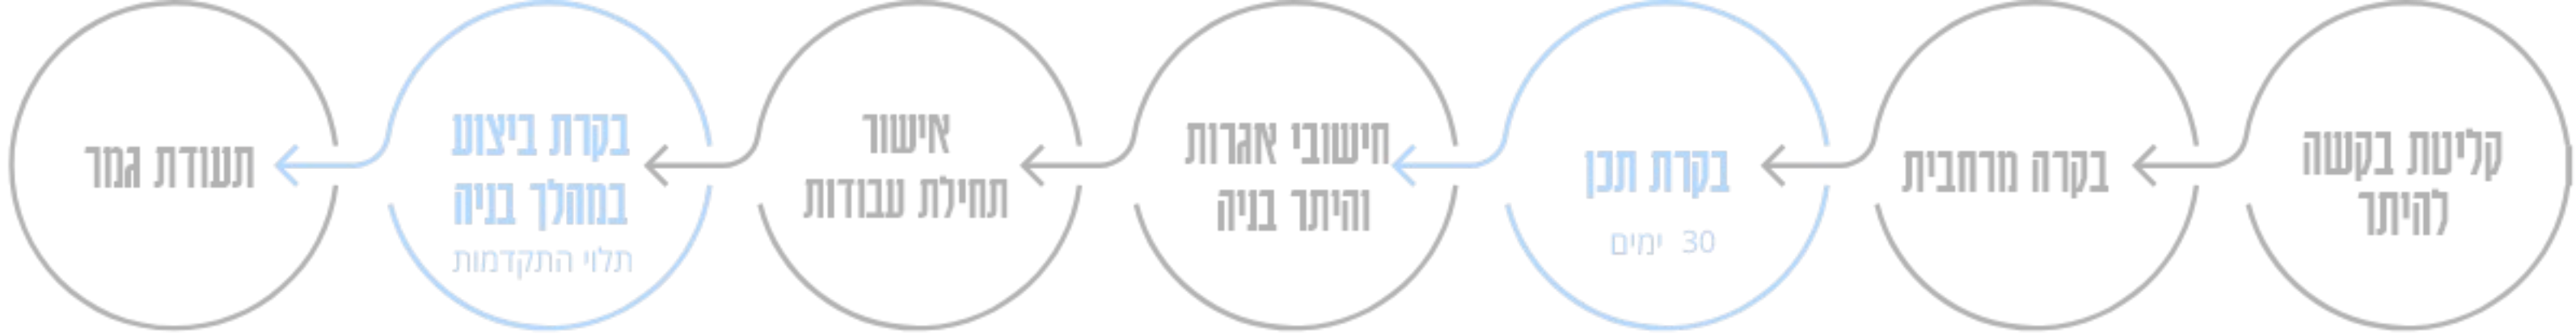 קליטת בקשה
להיתר
בקרה מרחבית
בקרת תכן
30 ימים
חישובי אגרות
והיתר בניה
אישור
תחילת עבודות
בקרת ביצוע
במהלך בניה
תלוי התקדמות
תעודת גמר